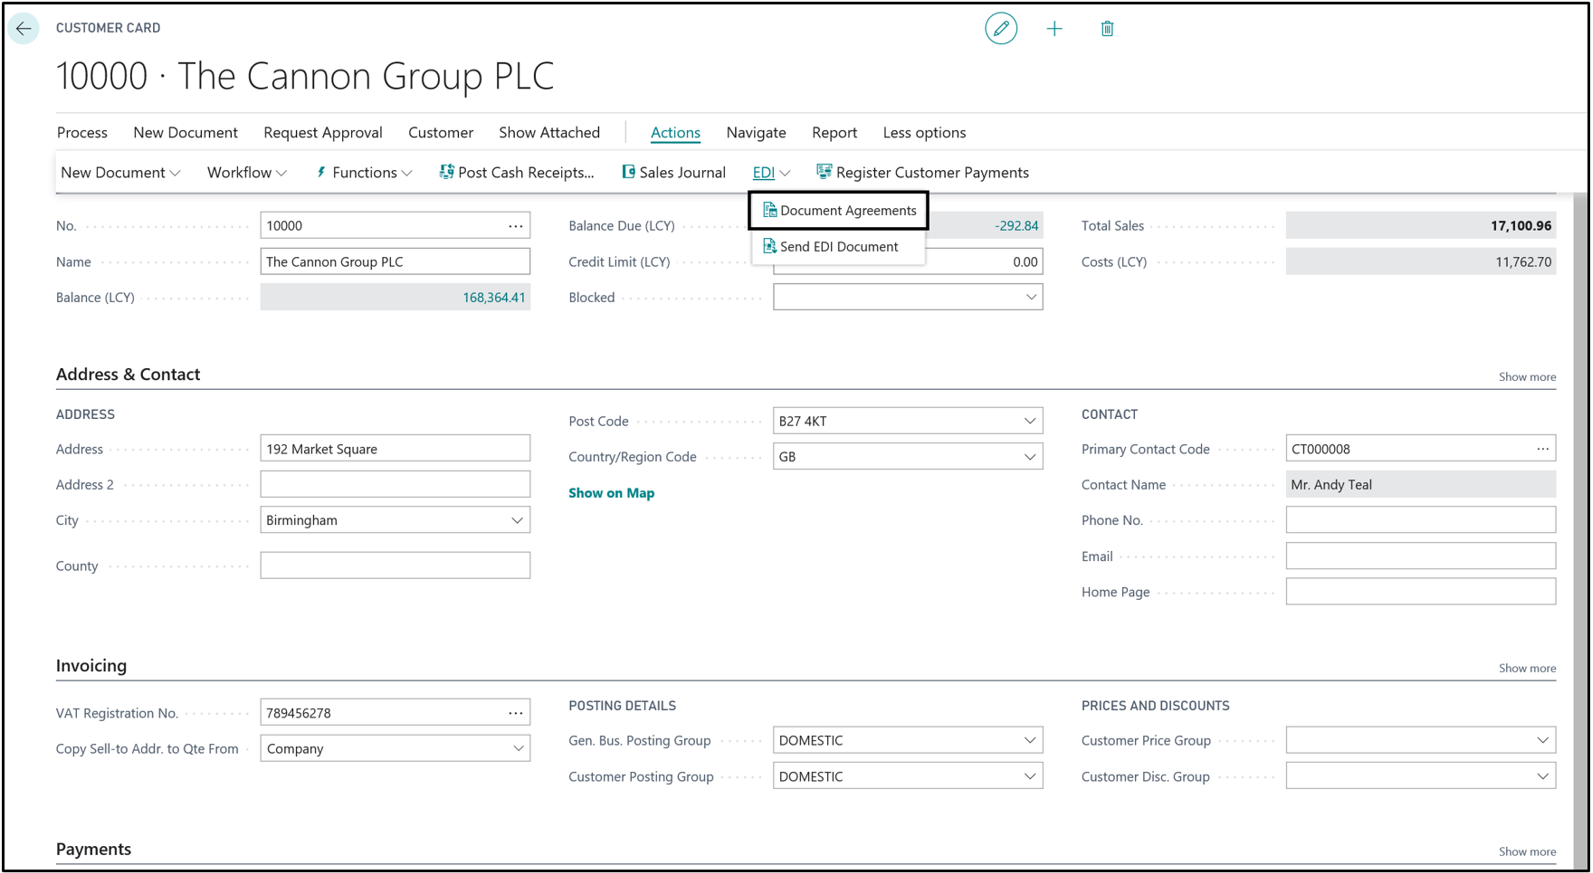 CUSTOMER CARD
10000 · The Cannon Group PLC
Process New Document Request Approval Customer Show Attached Actions Navigate Report Less options
New Document Workflow Functions Post Cash Receipts... Sales Journal EDI Register Customer Payments
Document Agreements
Send EDI Document
No. 10000 ...
Name The Cannon Group PLC
Balance (LCY) 168,364.41
Balance Due (LCY) -292.84
Credit Limit (LCY) 0.00
Blocked
Total Sales 17,100.96
Costs (LCY) 11,762.70
Address & Contact Show more
ADDRESS
Address 192 Market Square
Address 2
City Birmingham
County
Post Code B27 4KT
Country/Region Code GB
Show on Map
CONTACT
Primary Contact Code CT000008 ...
Contact Name Mr. Andy Teal
Phone No.
Email
Home Page
Invoicing Show more
VAT Registration No. 789456278 ...
Copy Sell-to Addr. to Qte From Company
POSTING DETAILS
Gen. Bus. Posting Group DOMESTIC
Customer Posting Group DOMESTIC
PRICES AND DISCOUNTS
Customer Price Group
Customer Disc. Group
Payments Show more